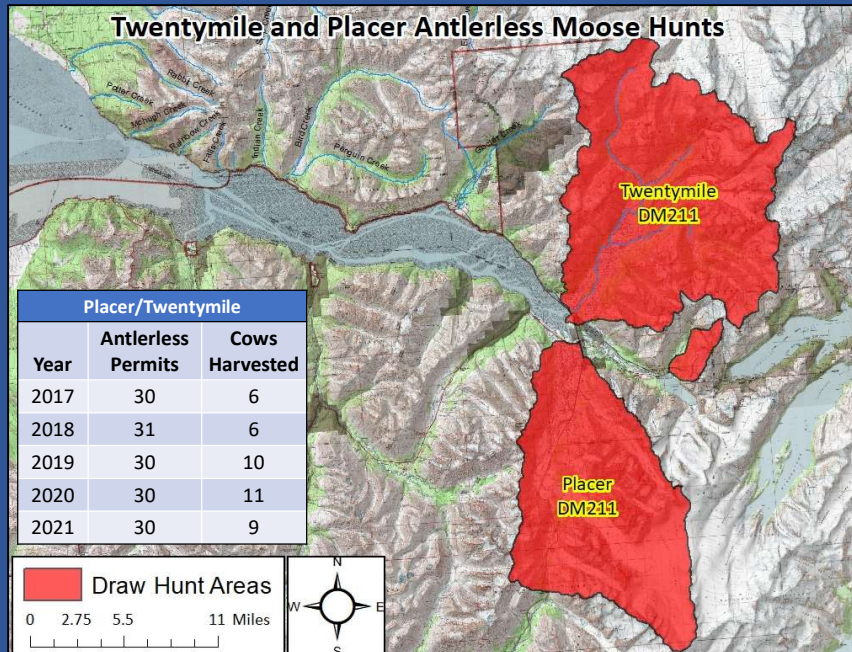 Twentymile and Placer Antlerless Moose Hunts
Rabbit Creek
Potter Creek
McHugh Creek
Rainbow Creek
Falls Creek
Indian Creek
Bird Creek
Penguin Creek
Twentymile
DM211
Placer
DM211
Placer/Twentymile
Year Antlerless Permits Cows Harvested
2017 30 6
2018 31 6
2019 30 10
2020 30 11
2021 30 9
Draw Hunt Areas
0 2.75 5.5 11 Miles
N
W E
S